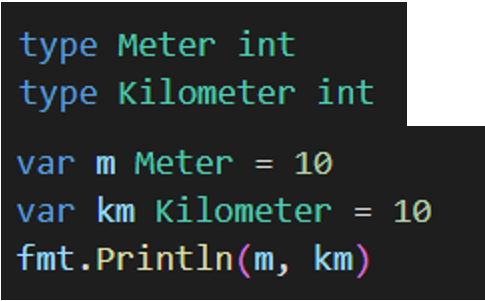 type Meter int
type Kilometer int
var m Meter = 10
var km Kilometer = 10
fmt.Println(m, km)